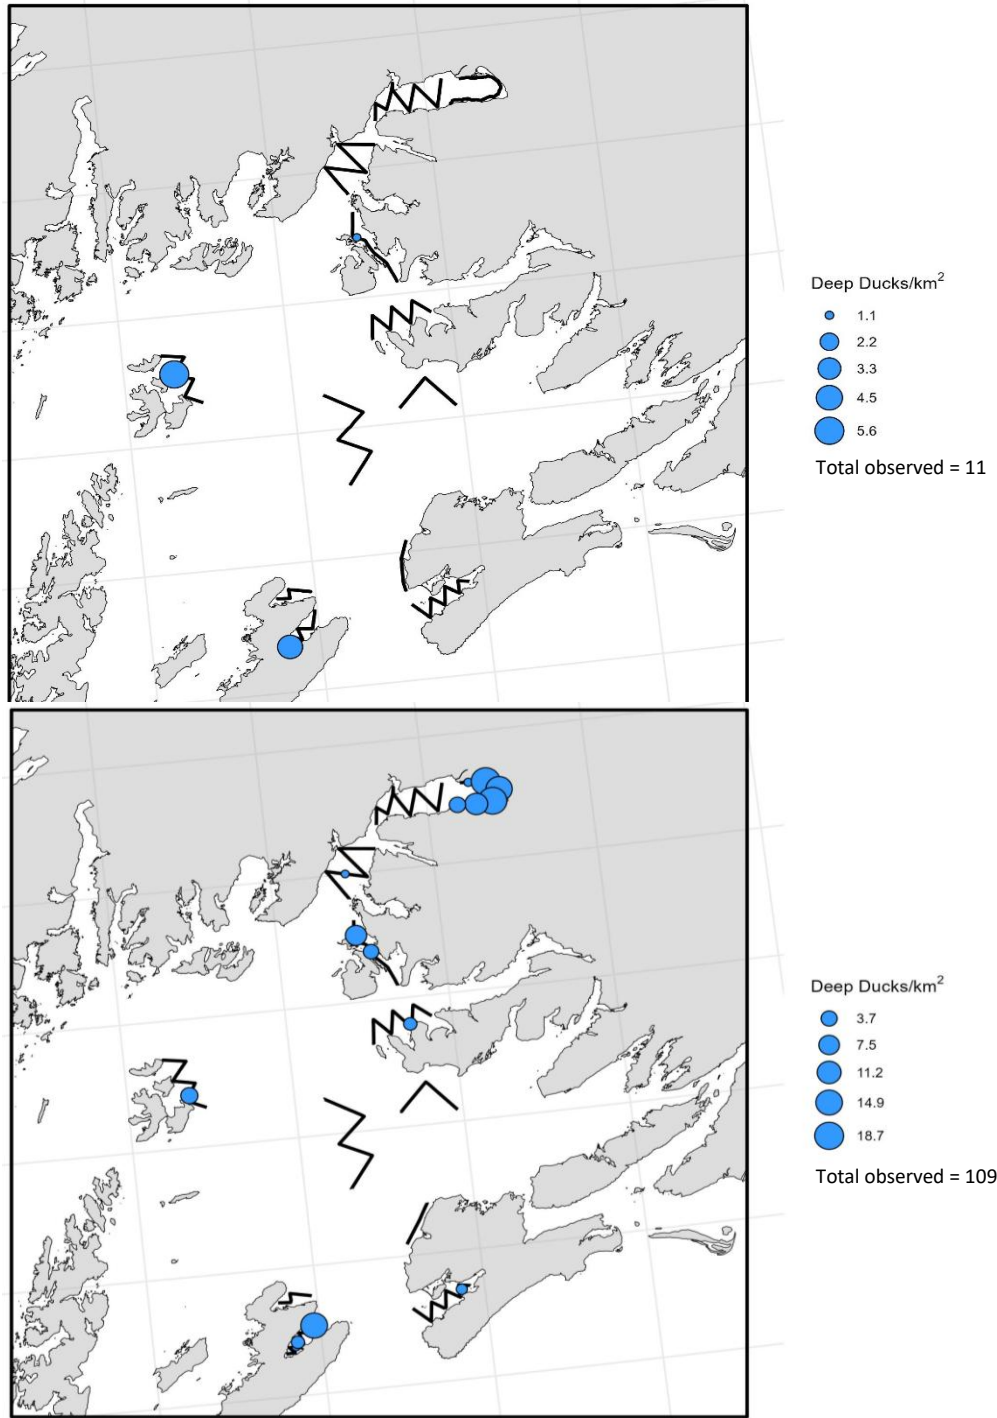 Deep Ducks/km²
1.1
2.2
3.3
4.5
5.6
Total observed = 11
Deep Ducks/km²
3.7
7.5
11.2
14.9
18.7
Total observed = 109